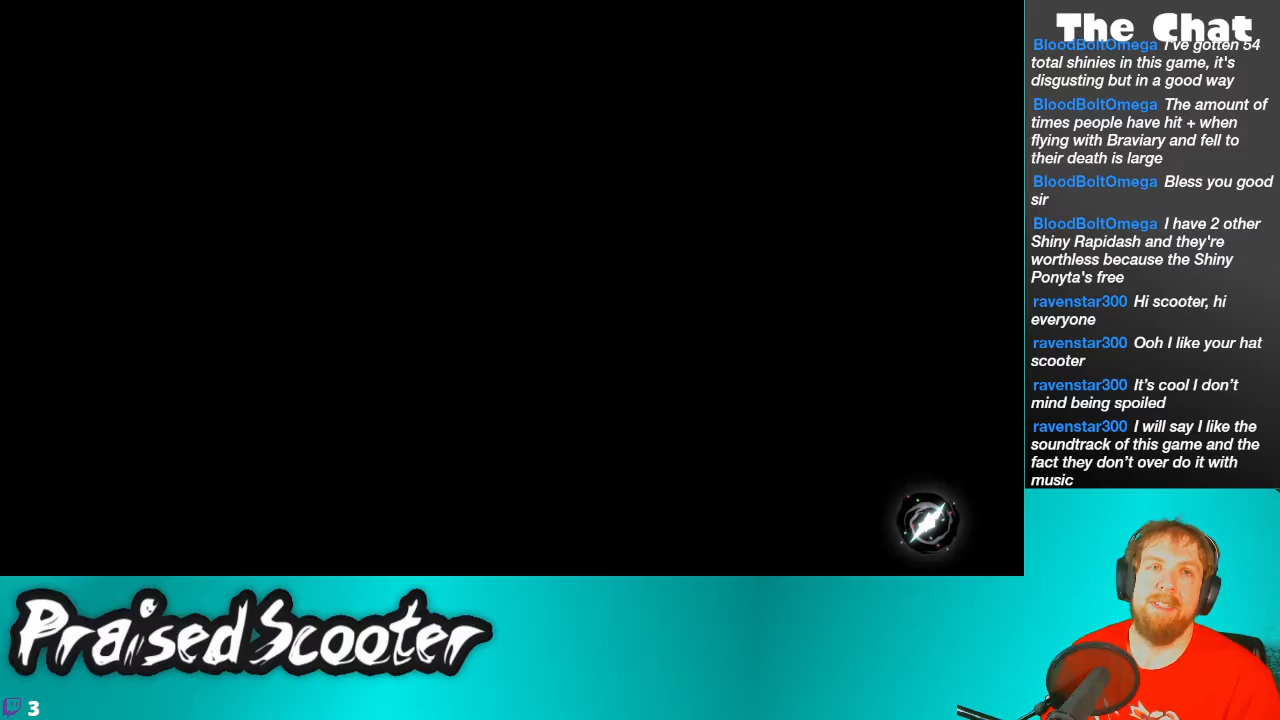 The Chat
BloodBoltOmega I've gotten 54
total shinies in this game, it's
disgusting but in a good way
BloodBoltOmega The amount of
times people have hit + when
flying with Braviary and fell to
their death is large
BloodBoltOmega Bless you good
sir
BloodBoltOmega I have 2 other
Shiny Rapidash and they're
worthless because the Shiny
Ponyta's free
ravenstar300 Hi scooter, hi
everyone
ravenstar300 Ooh I like your hat
scooter
ravenstar300 It’s cool I don’t
mind being spoiled
ravenstar300 I will say I like the
soundtrack of this game and the
fact they don’t over do it with
music
PraisedScooter
3